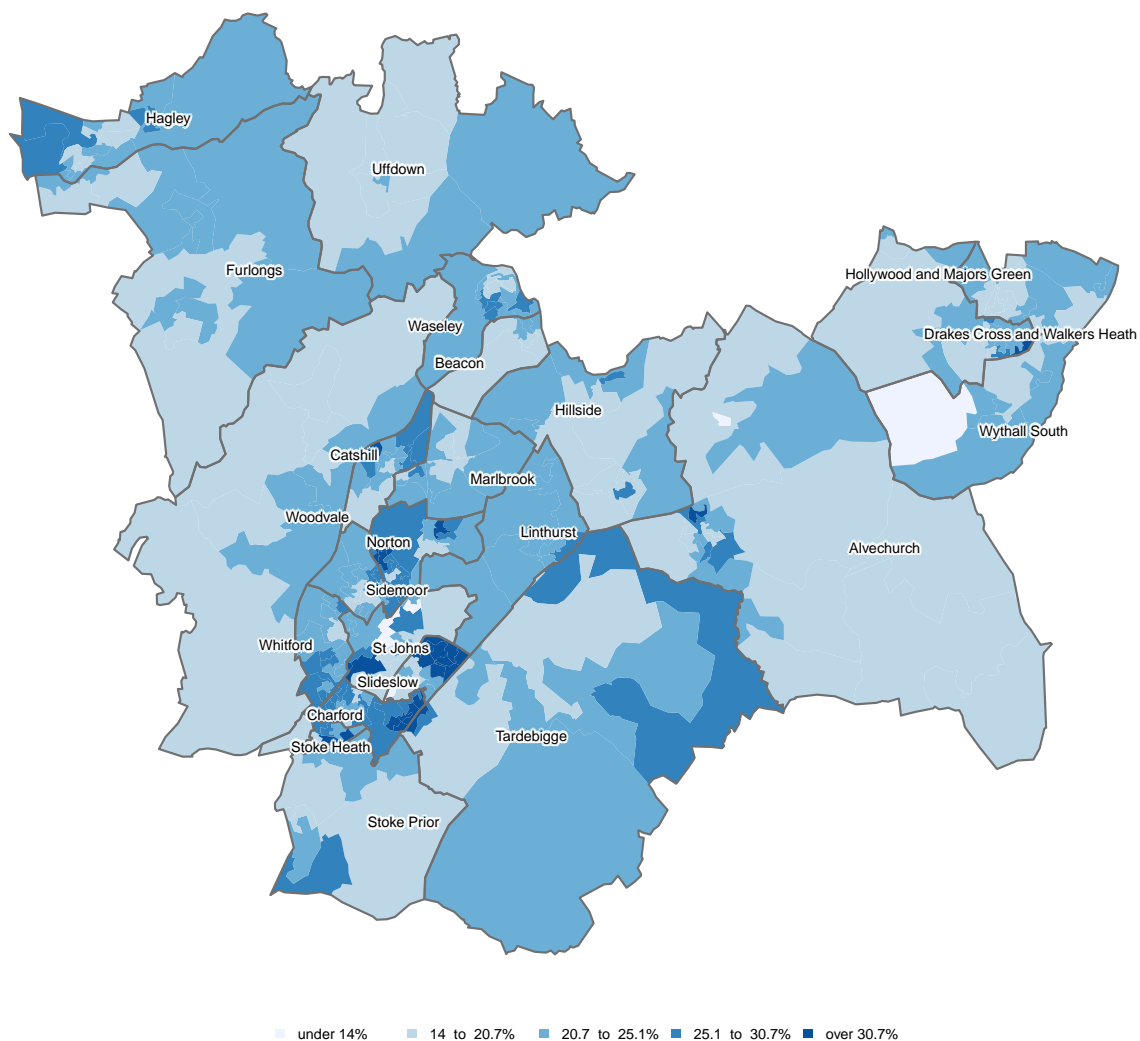 Hagley
Uffdown
Furlongs
Hollywood and Majors Green
Waseley
Drakes Cross and Walkers Heath
Beacon
Hillside
Wythall South
Catshill
Marlbrook
Woodvale
Linthurst
Norton
Alvechurch
Sidemoor
Whitford
St Johns
Slideslow
Charford
Tardebigge
Stoke Heath
Stoke Prior
under 14% 14 to 20.7% 20.7 to 25.1% 25.1 to 30.7% over 30.7%